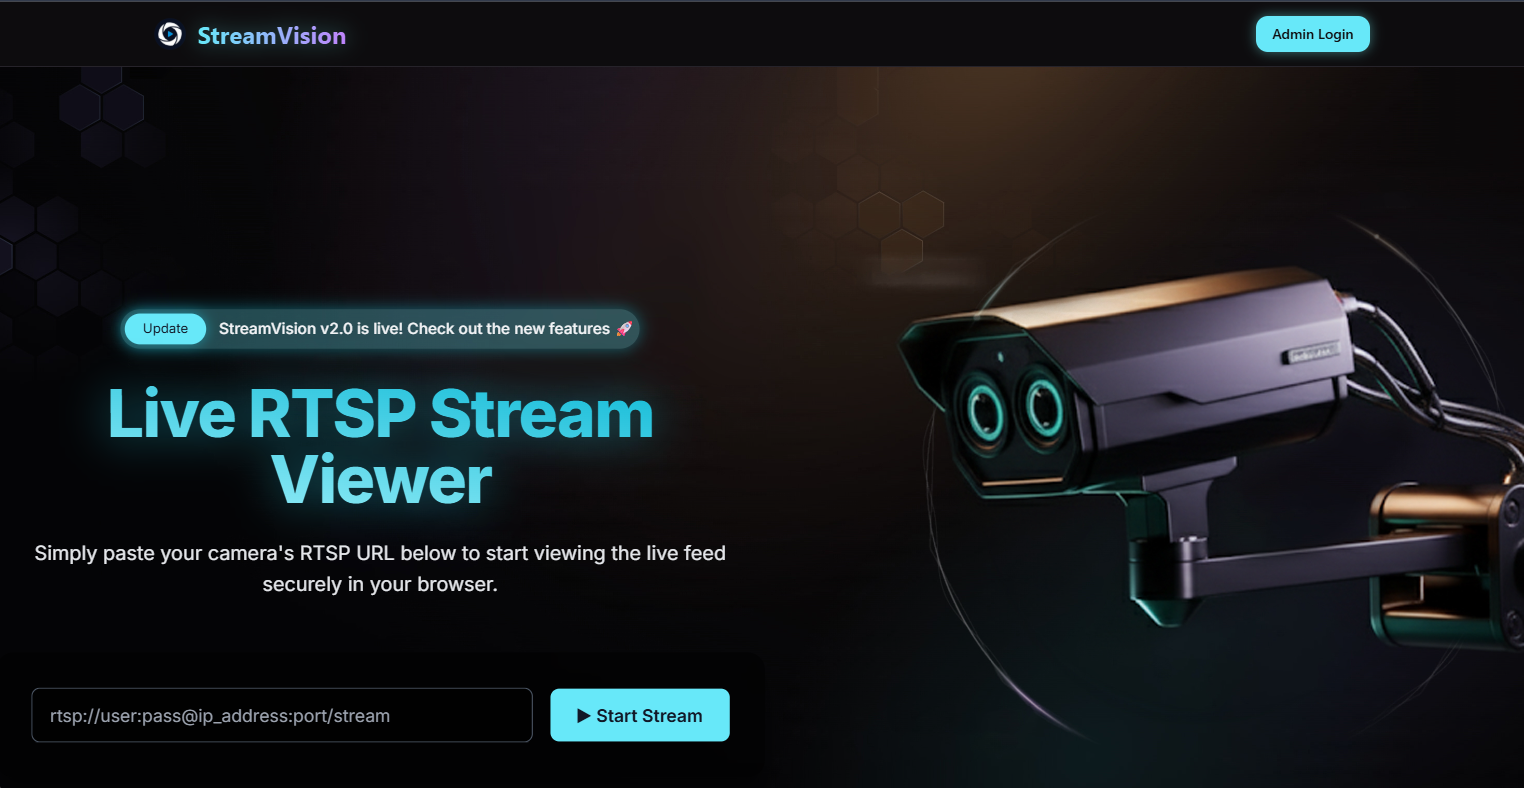 StreamVision
Admin Login
Update
StreamVision v2.0 is live! Check out the new features 🚀
Live RTSP Stream
Viewer
Simply paste your camera's RTSP URL below to start viewing the live feed
securely in your browser.
rtsp://user:pass@ip_address:port/stream
▶ Start Stream